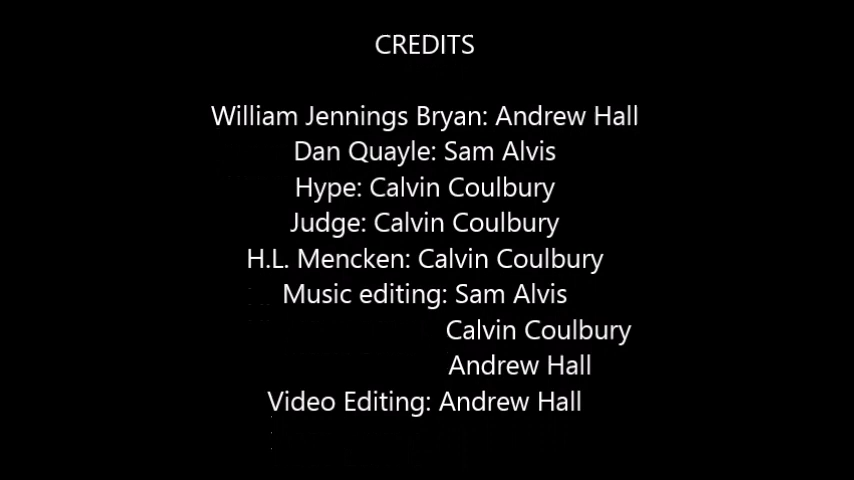 CREDITS
William Jennings Bryan: Andrew Hall
Dan Quayle: Sam Alvis
Hype: Calvin Coulbury
Judge: Calvin Coulbury
H.L. Mencken: Calvin Coulbury
Music editing: Sam Alvis
Calvin Coulbury
Andrew Hall
Video Editing: Andrew Hall